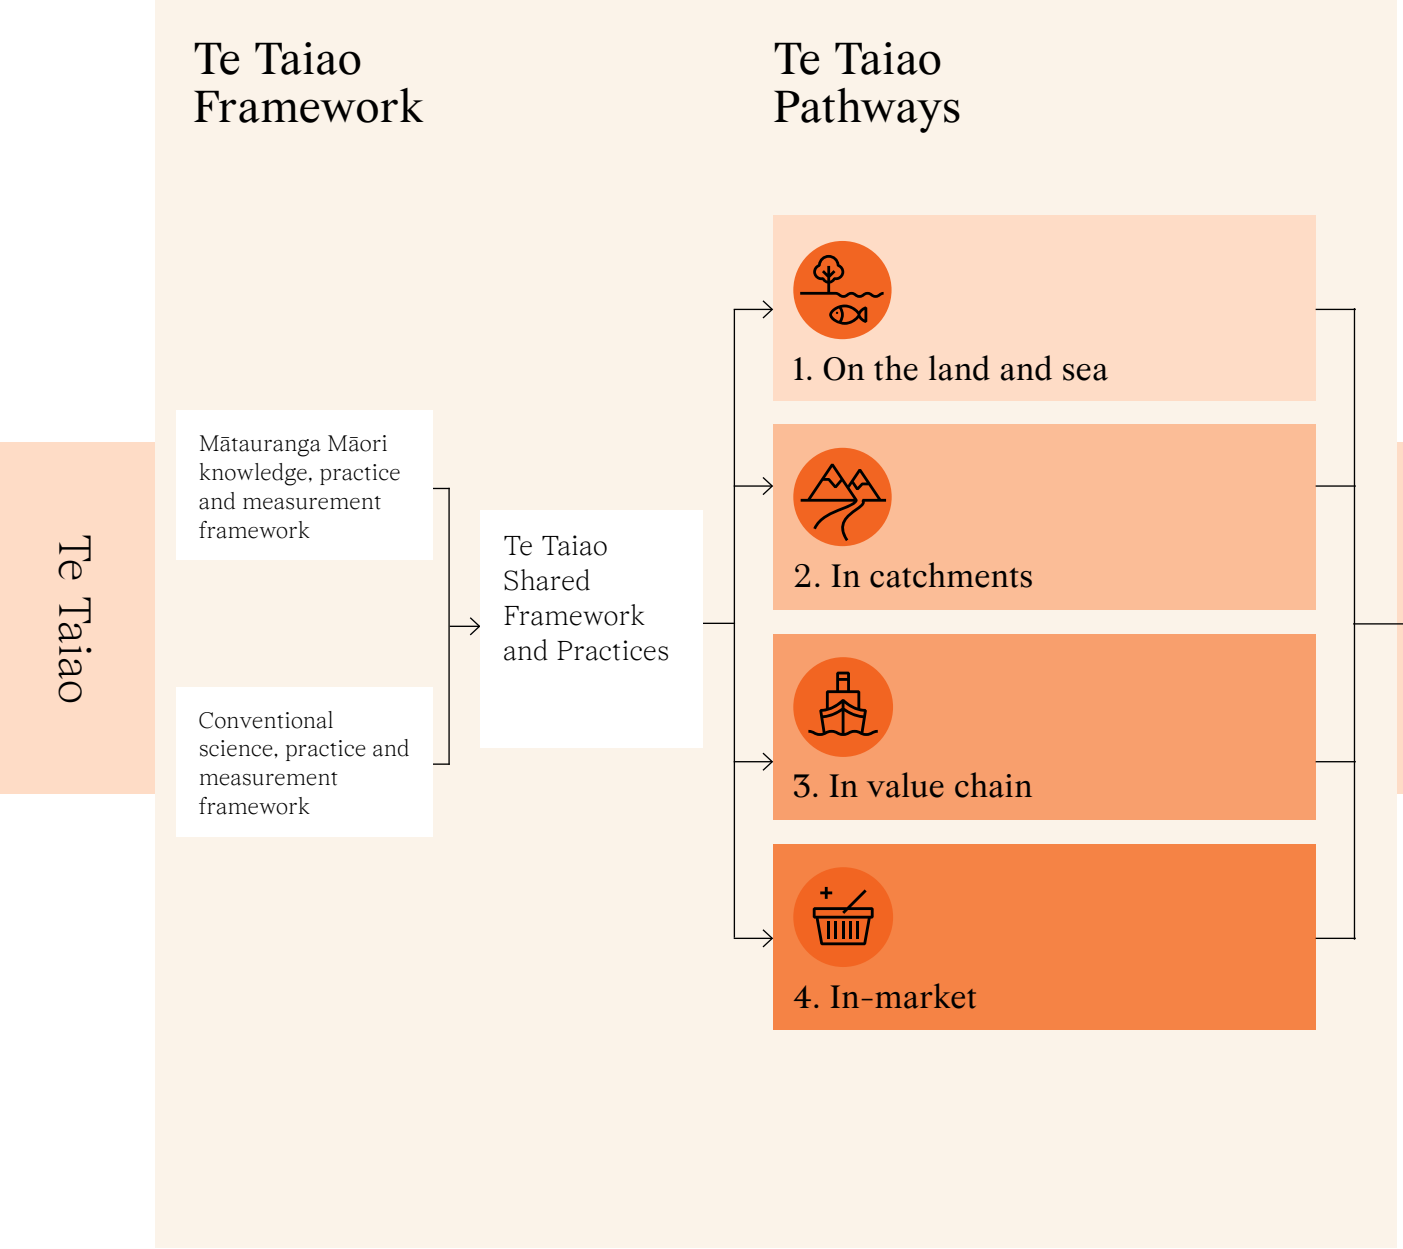 Te Taiao
Te Taiao
Framework
Mātauranga Māori
knowledge, practice
and measurement
framework
Conventional
science, practice and
measurement
framework
Te Taiao
Shared
Framework
and Practices
Te Taiao
Pathways
1. On the land and sea
2. In catchments
3. In value chain
4. In-market